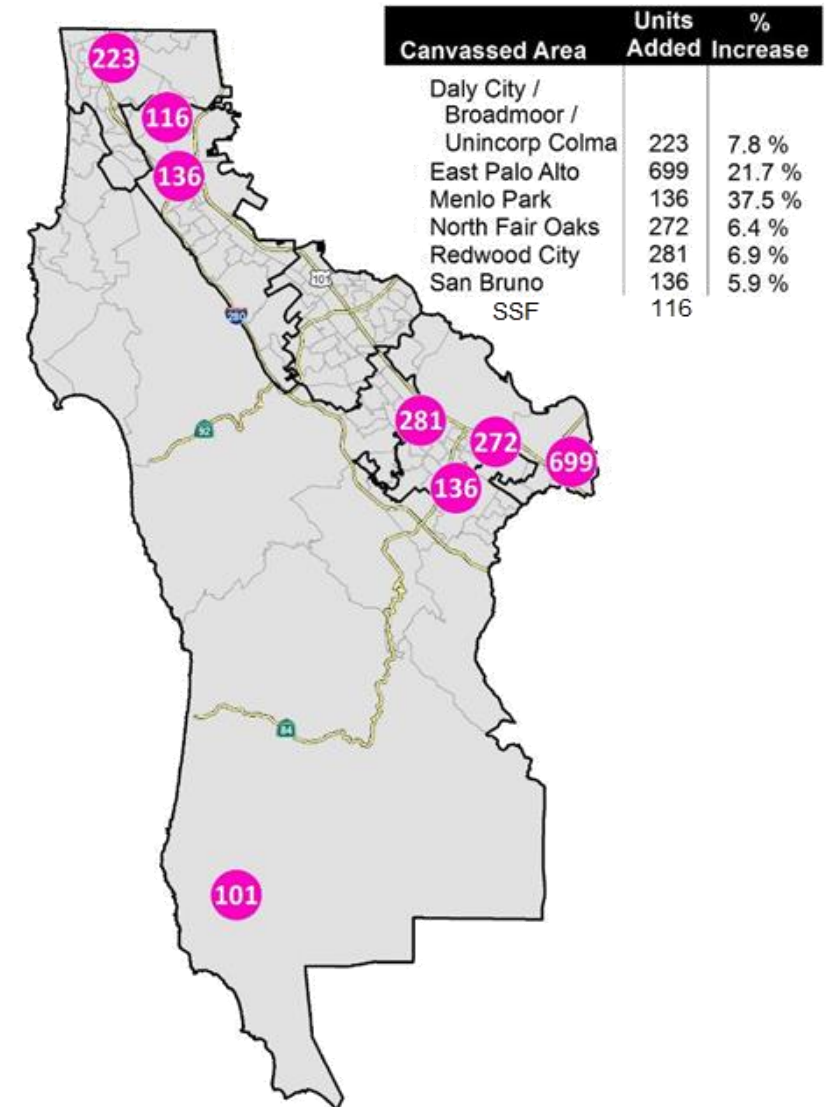 Canvassed Area Units Added % Increase
Daly City /
Broadmoor /
Unincorp Colma 223 7.8 %
East Palo Alto 699 21.7 %
Menlo Park 136 37.5 %
North Fair Oaks 272 6.4 %
Redwood City 281 6.9 %
San Bruno 136 5.9 %
SSF 116
223
116
136
101
280
92
281
272
699
136
84
101